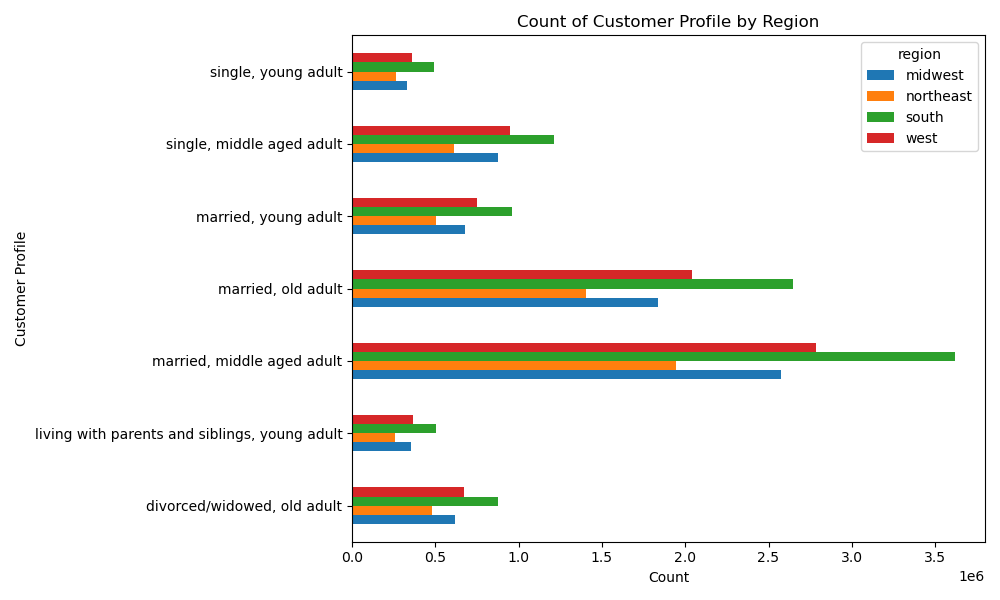 Count of Customer Profile by Region
region
midwest
northeast
south
west
single, young adult
single, middle aged adult
married, young adult
married, old adult
married, middle aged adult
living with parents and siblings, young adult
divorced/widowed, old adult
Customer Profile
0.0 0.5 1.0 1.5 2.0 2.5 3.0 3.5
1e6
Count